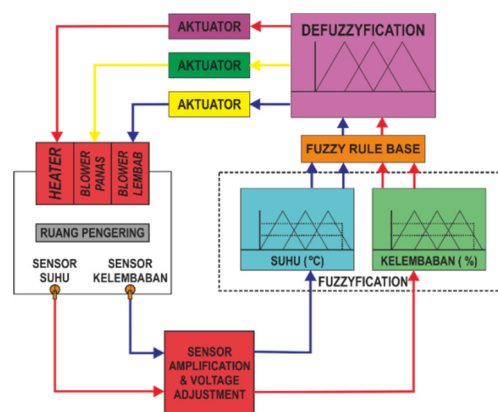 AKTUATOR
DEFUZZYFICATION
AKTUATOR
AKTUATOR
FUZZY RULE BASE
HEATER
BLOWER
PANAS
BLOWER
LEMBAB
RUANG PENGERING
SENSOR
SUHU
SENSOR
KELEMBABAN
SUHU (°C)
KELEMBABAN ( %)
FUZZYFICATION
SENSOR
AMPLIFICATION
& VOLTAGE
ADJUSTMENT